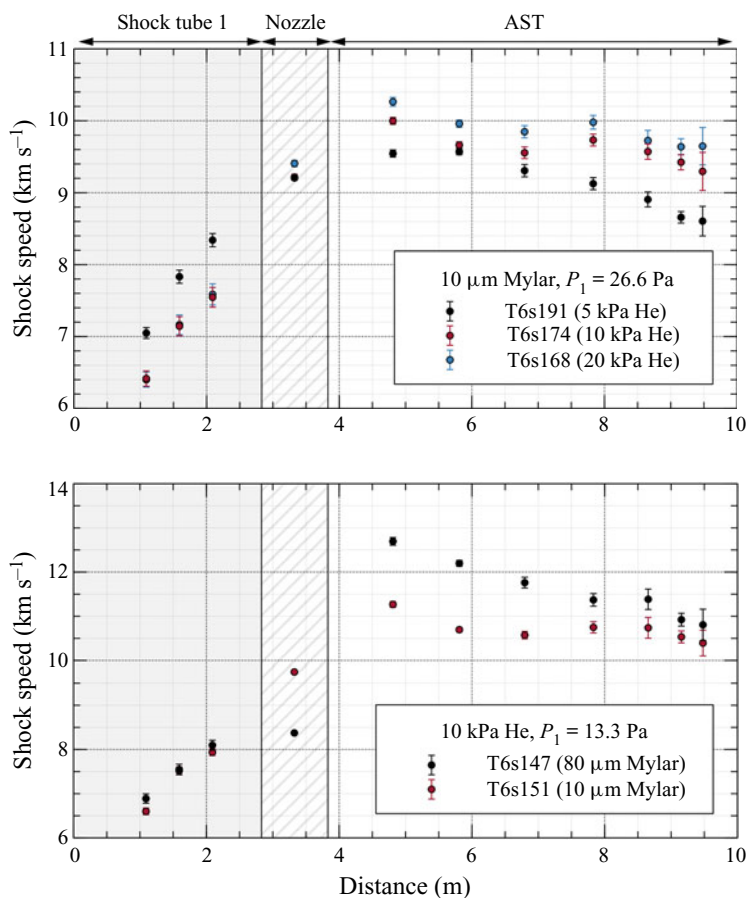 Shock tube 1 Nozzle AST
11
10
9
8
7
6
Shock speed (km s⁻¹)
10 μm Mylar, P₁ = 26.6 Pa
T6s191 (5 kPa He)
T6s174 (10 kPa He)
T6s168 (20 kPa He)
0 2 4 6 8 10
14
12
10
8
6
Shock speed (km s⁻¹)
10 kPa He, P₁ = 13.3 Pa
T6s147 (80 μm Mylar)
T6s151 (10 μm Mylar)
0 2 4 6 8 10
Distance (m)